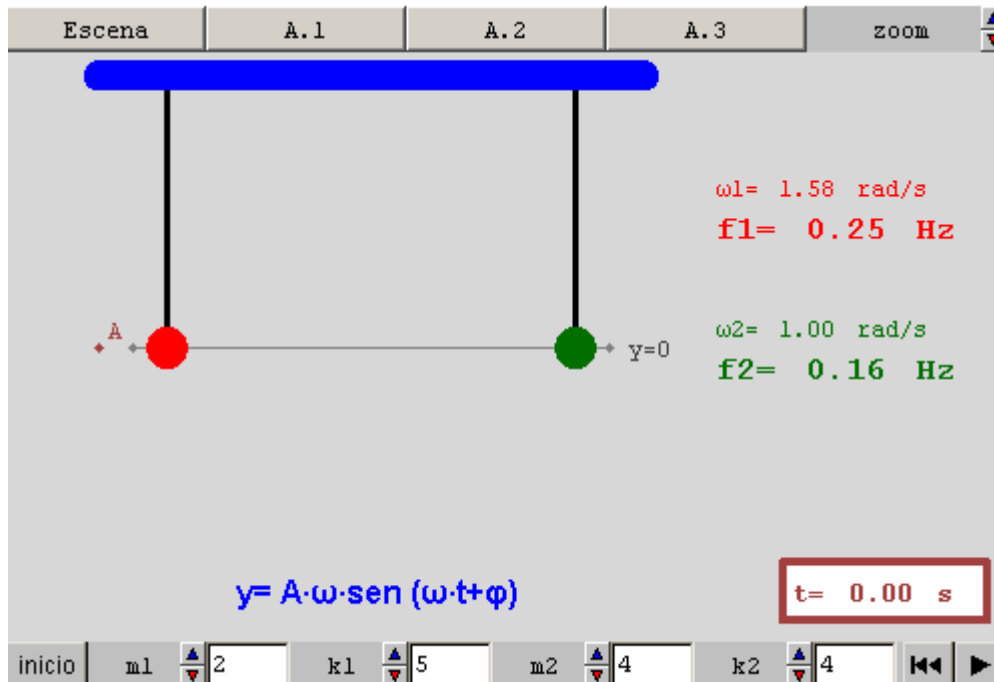 Escena A.1 A.2 A.3 zoom
ω1= 1.58 rad/s
f1= 0.25 Hz
A
y=0
ω2= 1.00 rad/s
f2= 0.16 Hz
y= A·ω·sen (ω·t+φ)
t= 0.00 s
inicio m1 2 k1 5 m2 4 k2 4